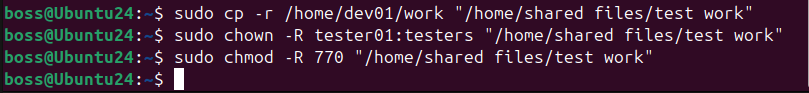 boss@Ubuntu24:~$ sudo cp -r /home/dev01/work "/home/shared files/test work"
boss@Ubuntu24:~$ sudo chown -R tester01:testers "/home/shared files/test work"
boss@Ubuntu24:~$ sudo chmod -R 770 "/home/shared files/test work"
boss@Ubuntu24:~$